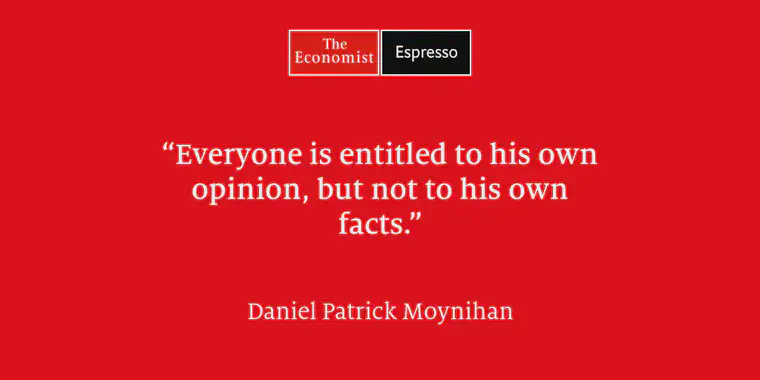 The
Economist
Espresso
“Everyone is entitled to his own
opinion, but not to his own
facts.”
Daniel Patrick Moynihan